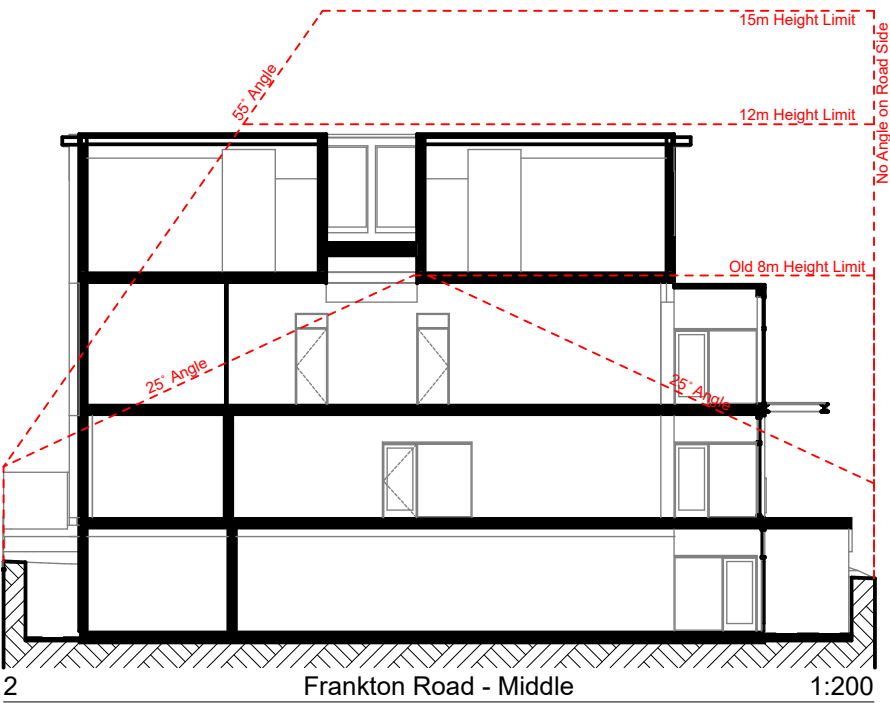 15m Height Limit
55° Angle
No Angle on Road Side
12m Height Limit
Old 8m Height Limit
25° Angle
25° Angle
2 Frankton Road - Middle 1:200